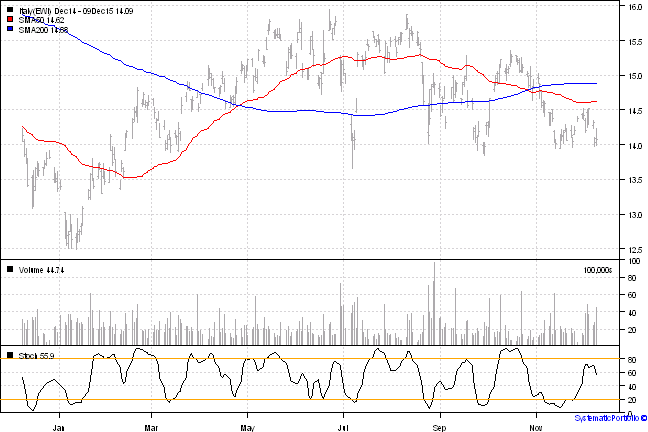 Italy(EWI) Dec14 - 09Dec15 14.09
SMA60 14.62
SMA200 14.88
16.0
15.5
15.0
14.5
14.0
13.5
13.0
12.5
Volume 44.74
100,000s
100
80
60
40
20
Stoch 55.9
80
60
40
20
0
Jan
Mar
May
Jul
Sep
Nov
SystematicPortfolio ©